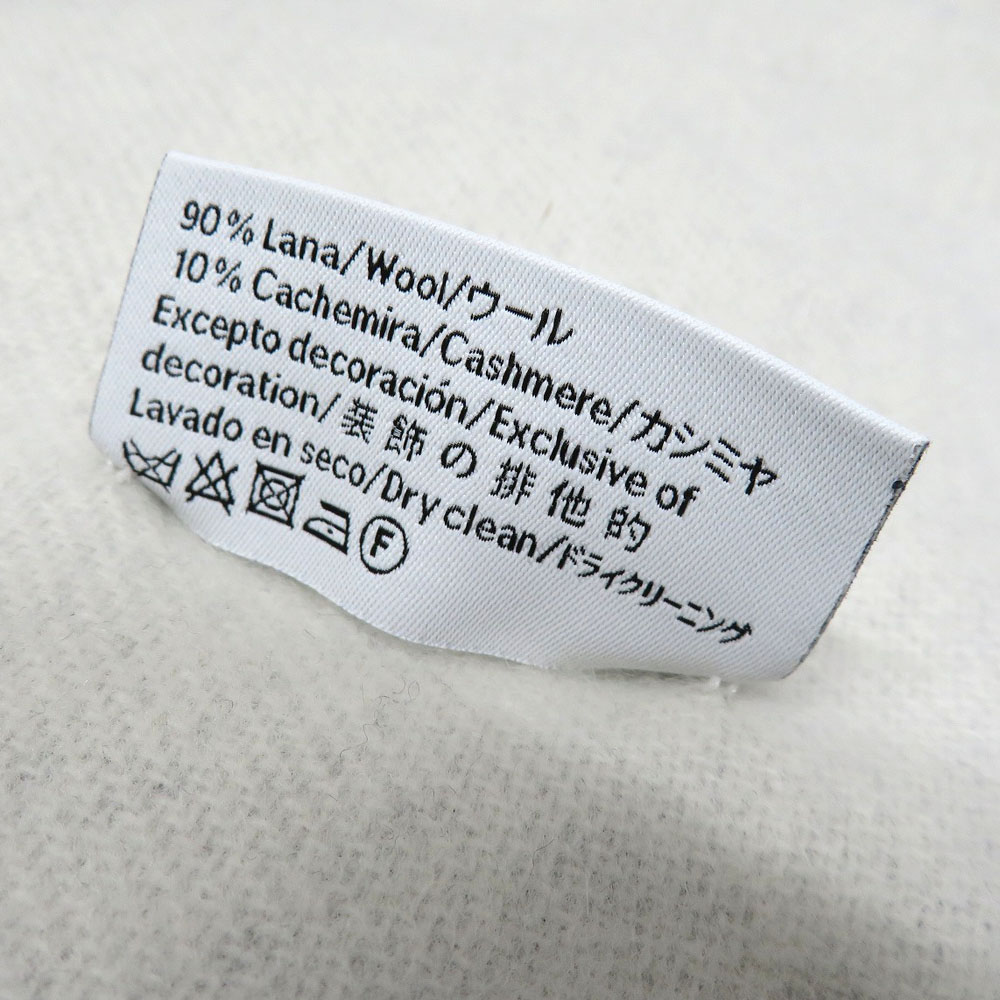 90% Lana/Wool/ウール
10% Cachemira/Cashmere/カシミヤ
Excepto decoración/Exclusive of
decoration/装飾の排他的
Lavado en seco/Dry clean/ドライクリーニング
F